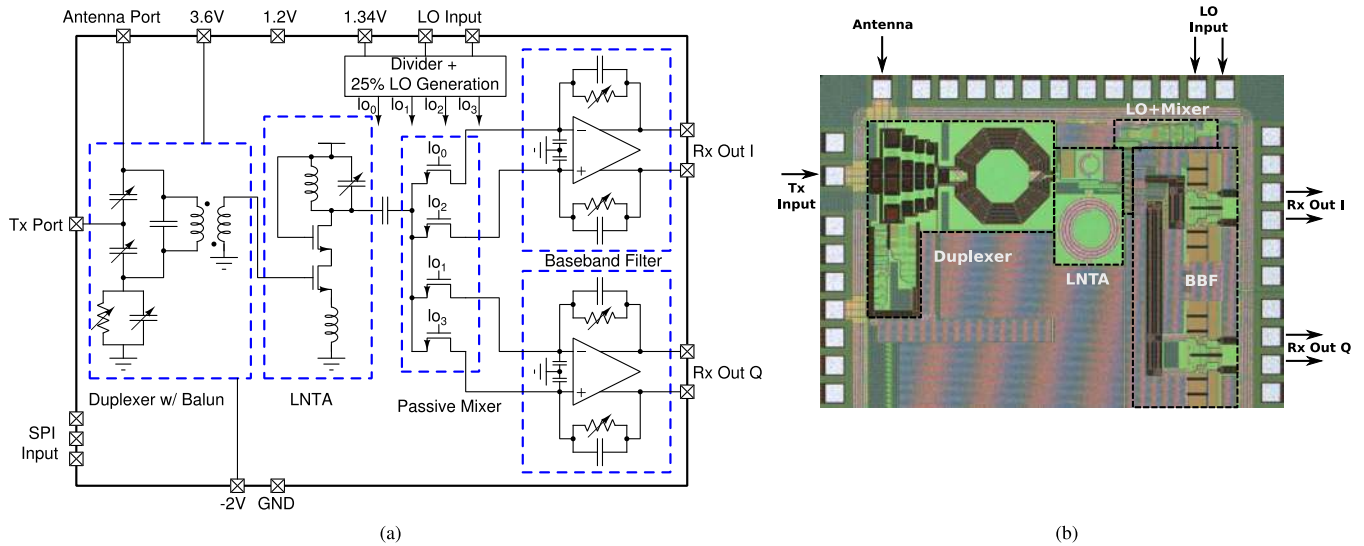 Antenna Port 3.6V 1.2V 1.34V LO Input
Divider +
25% LO Generation
lo0 lo1 lo2 lo3
lo0
lo2
lo1
lo3
Tx Port
Rx Out I
Baseband Filter
Rx Out Q
Duplexer w/ Balun
LNTA
Passive Mixer
SPI
Input
-2V GND
(a)
LO
Input
Antenna
LO+Mixer
Tx
Input
Rx Out I
Duplexer
LNTA
BBF
Rx Out Q
(b)